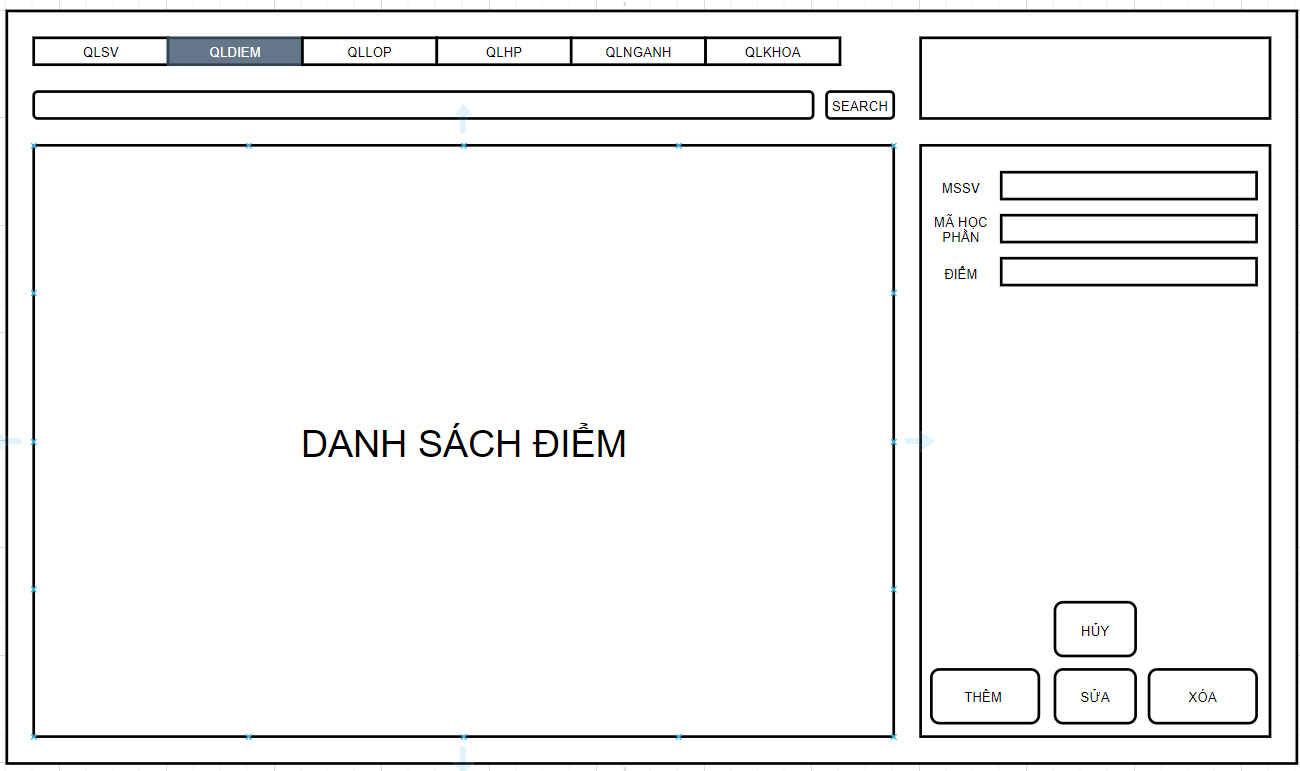 QLSV
QLDIEM
QLLOP
QLHP
QLNGANH
QLKHOA
SEARCH
DANH SÁCH ĐIỂM
MSSV
MÃ HỌC
PHẦN
ĐIỂM
HỦY
THÊM
SỬA
XÓA